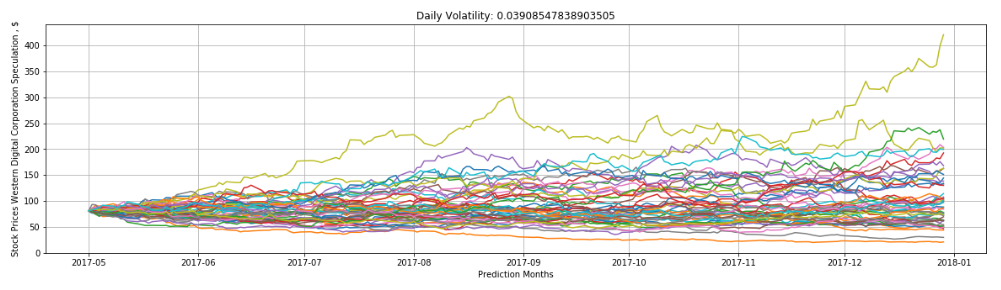 Daily Volatility: 0.03908547838903505
Stock Prices Western Digital Corporation Speculation , $
400
350
300
250
200
150
100
50
0
2017-05 2017-06 2017-07 2017-08 2017-09 2017-10 2017-11 2017-12 2018-01
Prediction Months